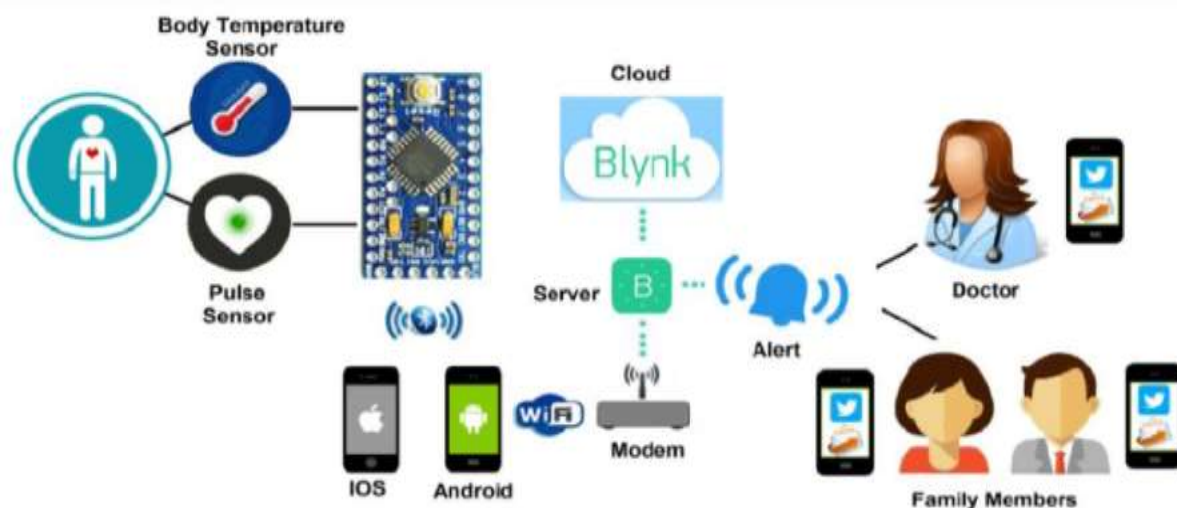 Body Temperature
Sensor
Cloud
Blynk
Pulse
Sensor
Server
B
Alert
Doctor
WiFi
Modem
IOS
Android
Family Members